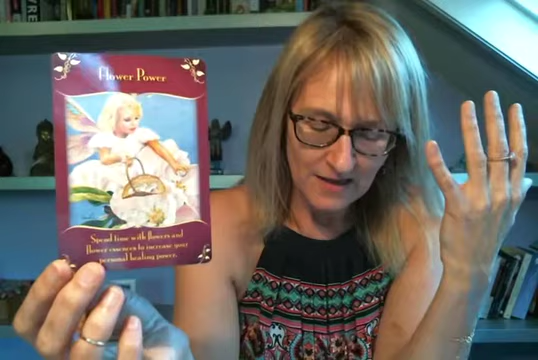 Flower Power
Spend time with flowers and
flower essences to increase your
personal healing power.